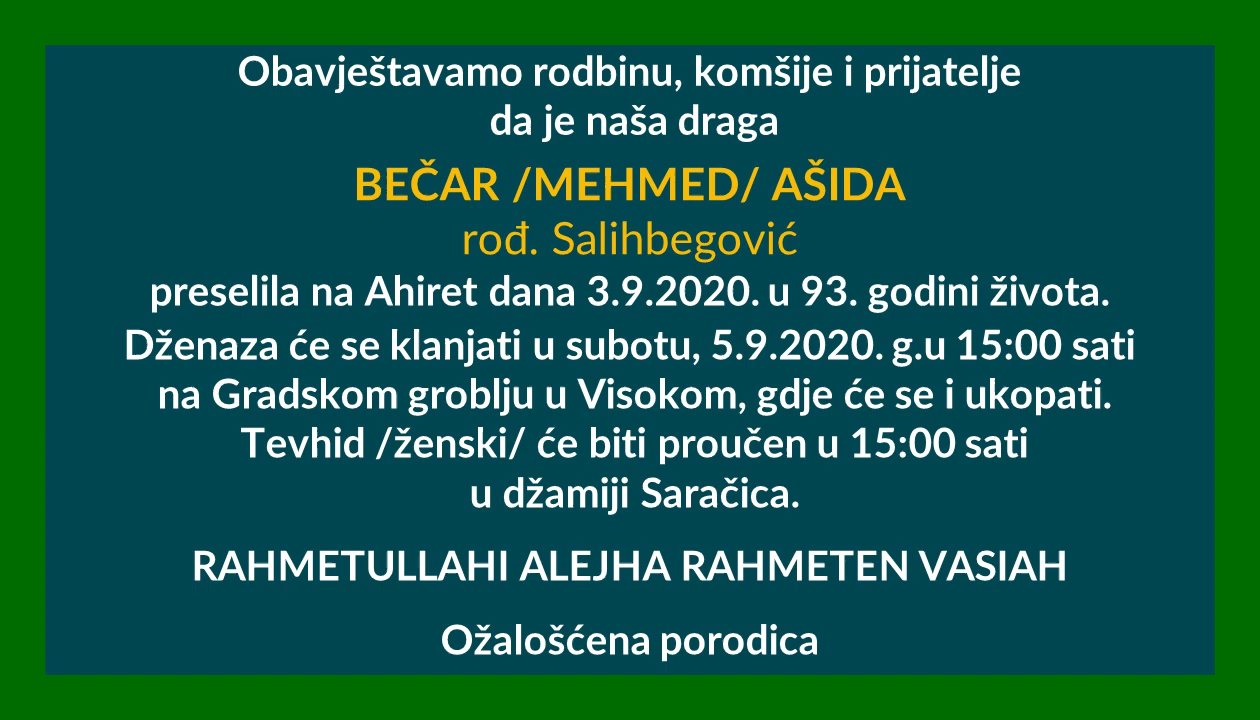 Obavještavamo rodbinu, komšije i prijatelje
da je naša draga
BEČAR /MEHMED/ AŠIDA
rođ. Salihbegović
preselila na Ahiret dana 3.9.2020. u 93. godini života.
Dženaza će se klanjati u subotu, 5.9.2020. g.u 15:00 sati
na Gradskom groblju u Visokom, gdje će se i ukopati.
Tevhid /ženski/ će biti proučen u 15:00 sati
u džamiji Saračica.
RAHMETULLAHI ALEJHA RAHMETEN VASIAH
Ožalošćena porodica